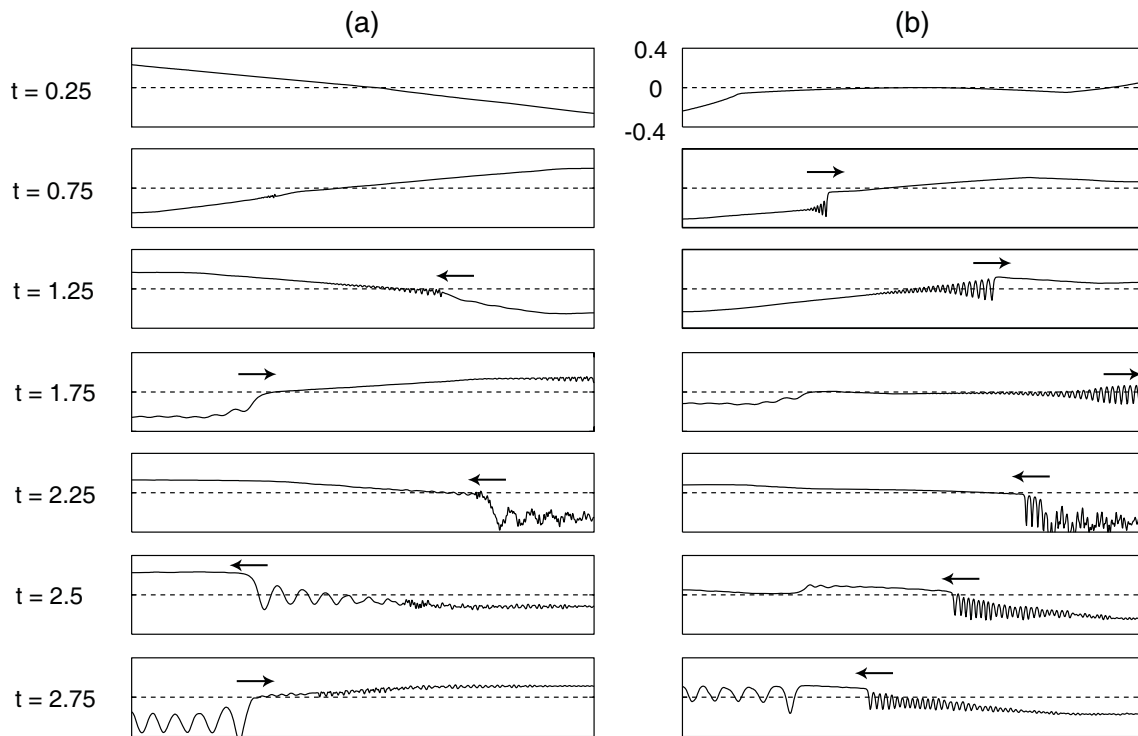 (a) (b)
t = 0.25
0.4
0
-0.4
t = 0.75
t = 1.25
t = 1.75
t = 2.25
t = 2.5
t = 2.75